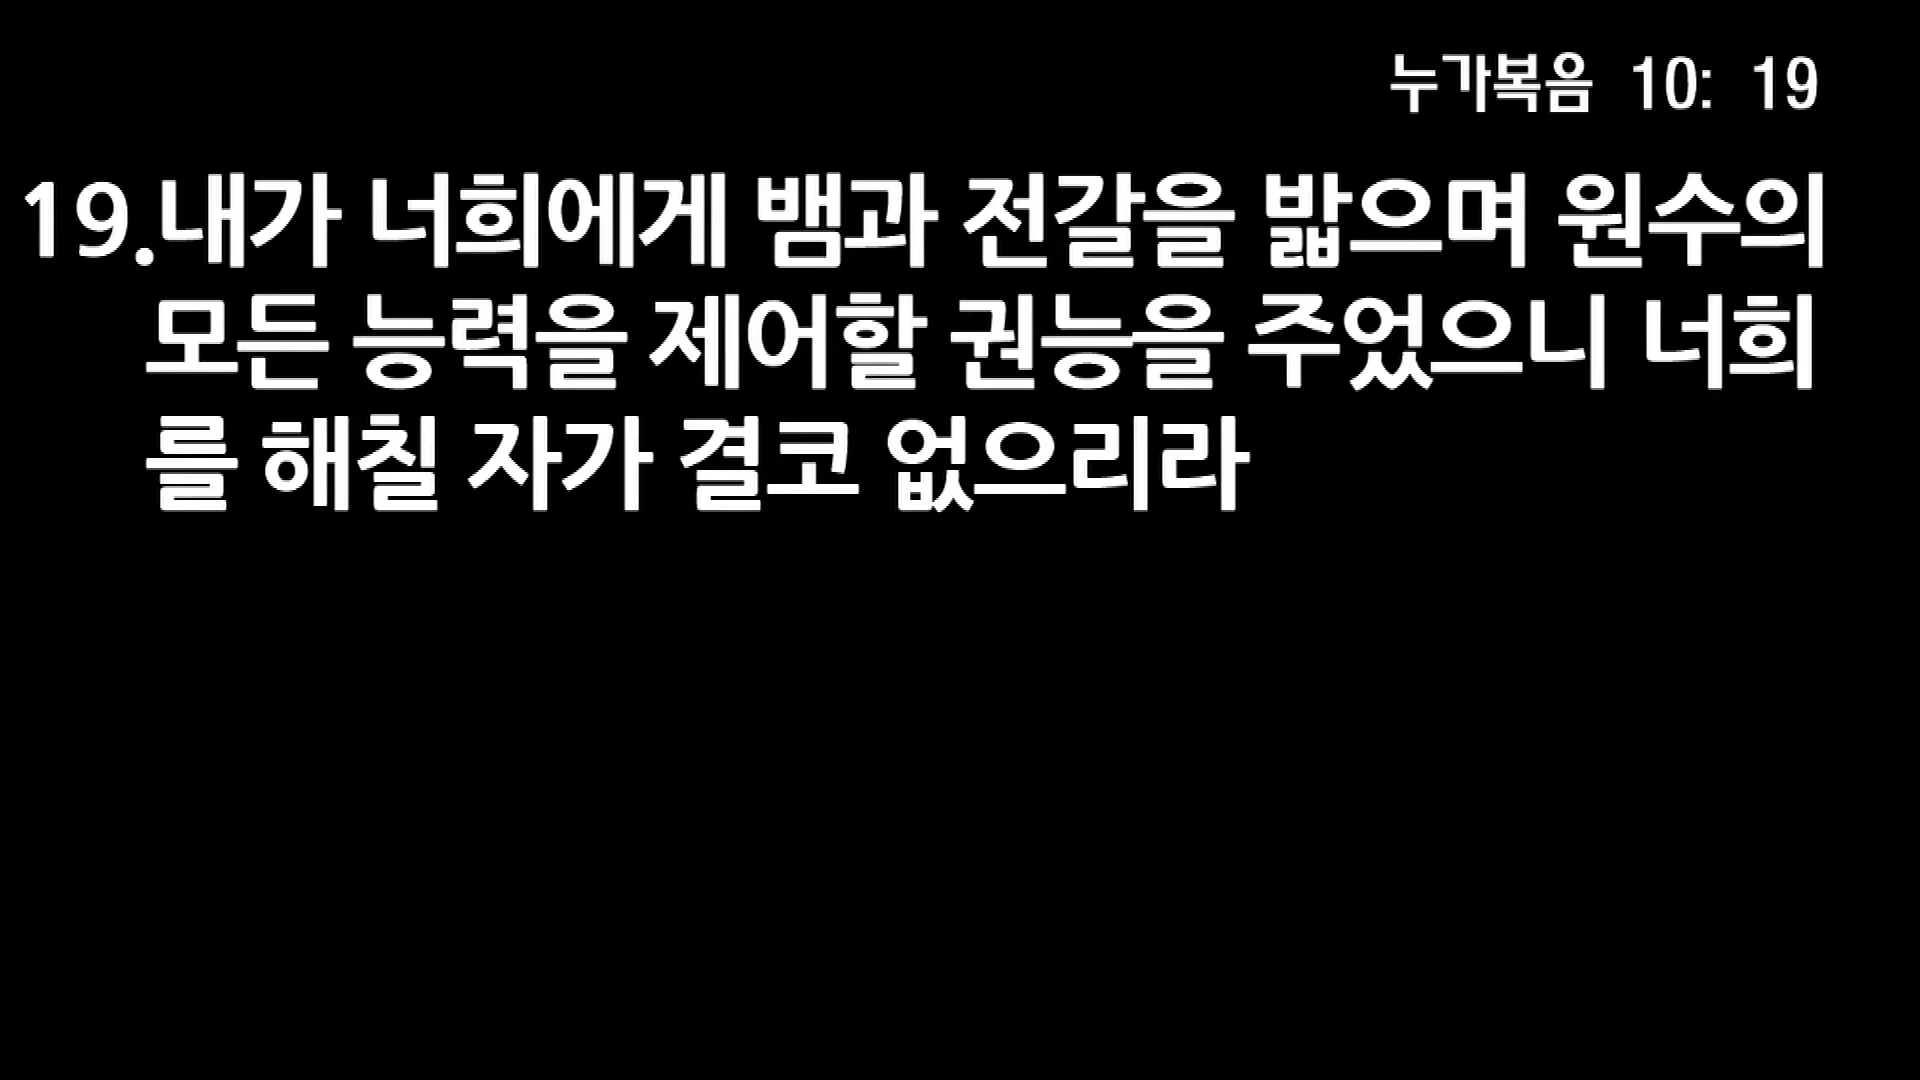 누가복음 10: 19
19.내가 너희에게 뱀과 전갈을 밟으며 원수의
모든 능력을 제어할 권능을 주었으니 너희
를 해칠 자가 결코 없으리라